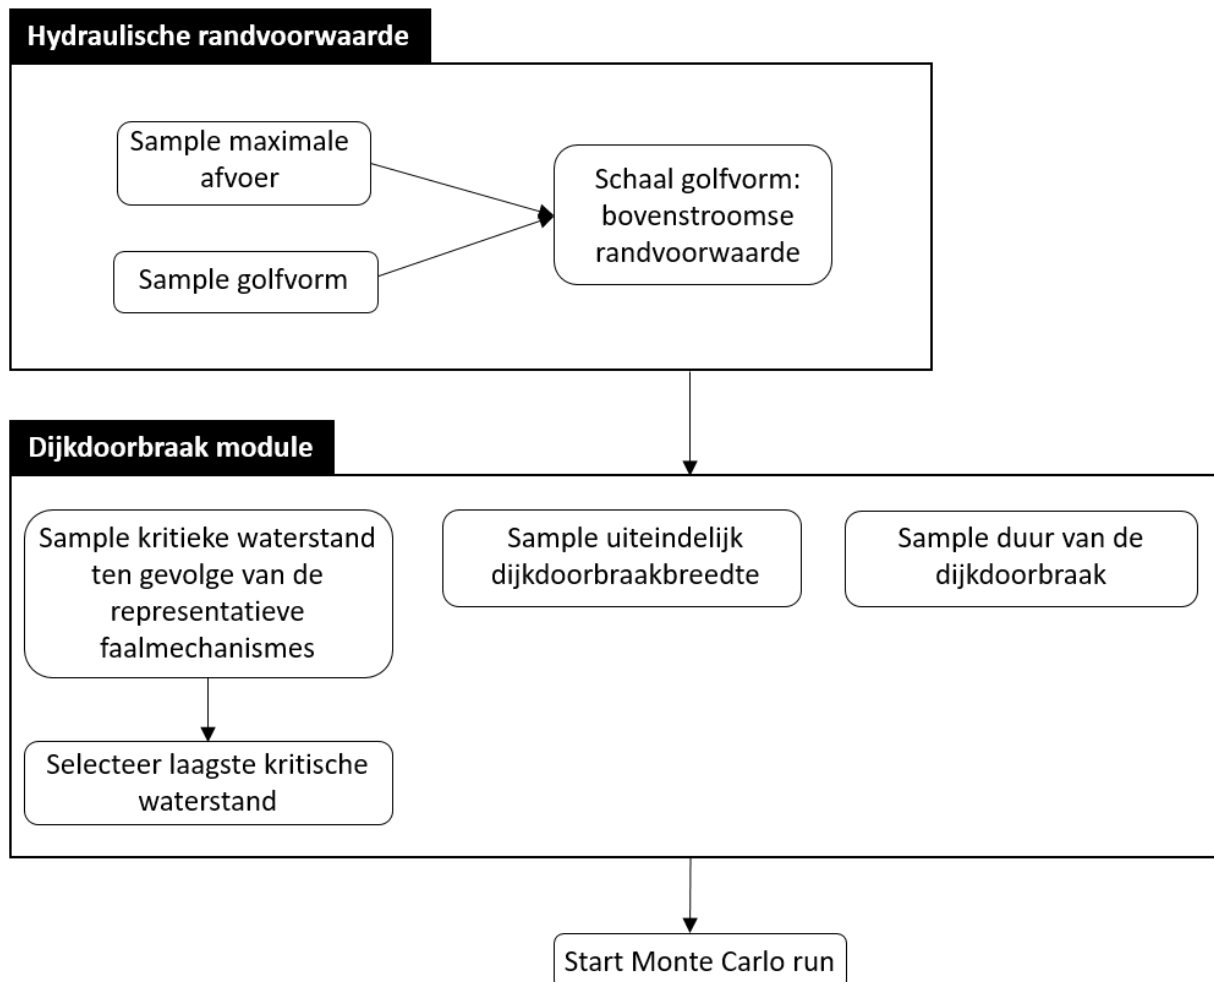 Hydraulische randvoorwaarde
Sample maximale
afvoer
Sample golfvorm
Schaal golfvorm:
bovenstroomse
randvoorwaarde
Dijkdoorbraak module
Sample kritieke waterstand
ten gevolge van de
representatieve
faalmechanismes
Selecteer laagste kritische
waterstand
Sample uiteindelijk
dijkdoorbraakbreedte
Sample duur van de
dijkdoorbraak
Start Monte Carlo run